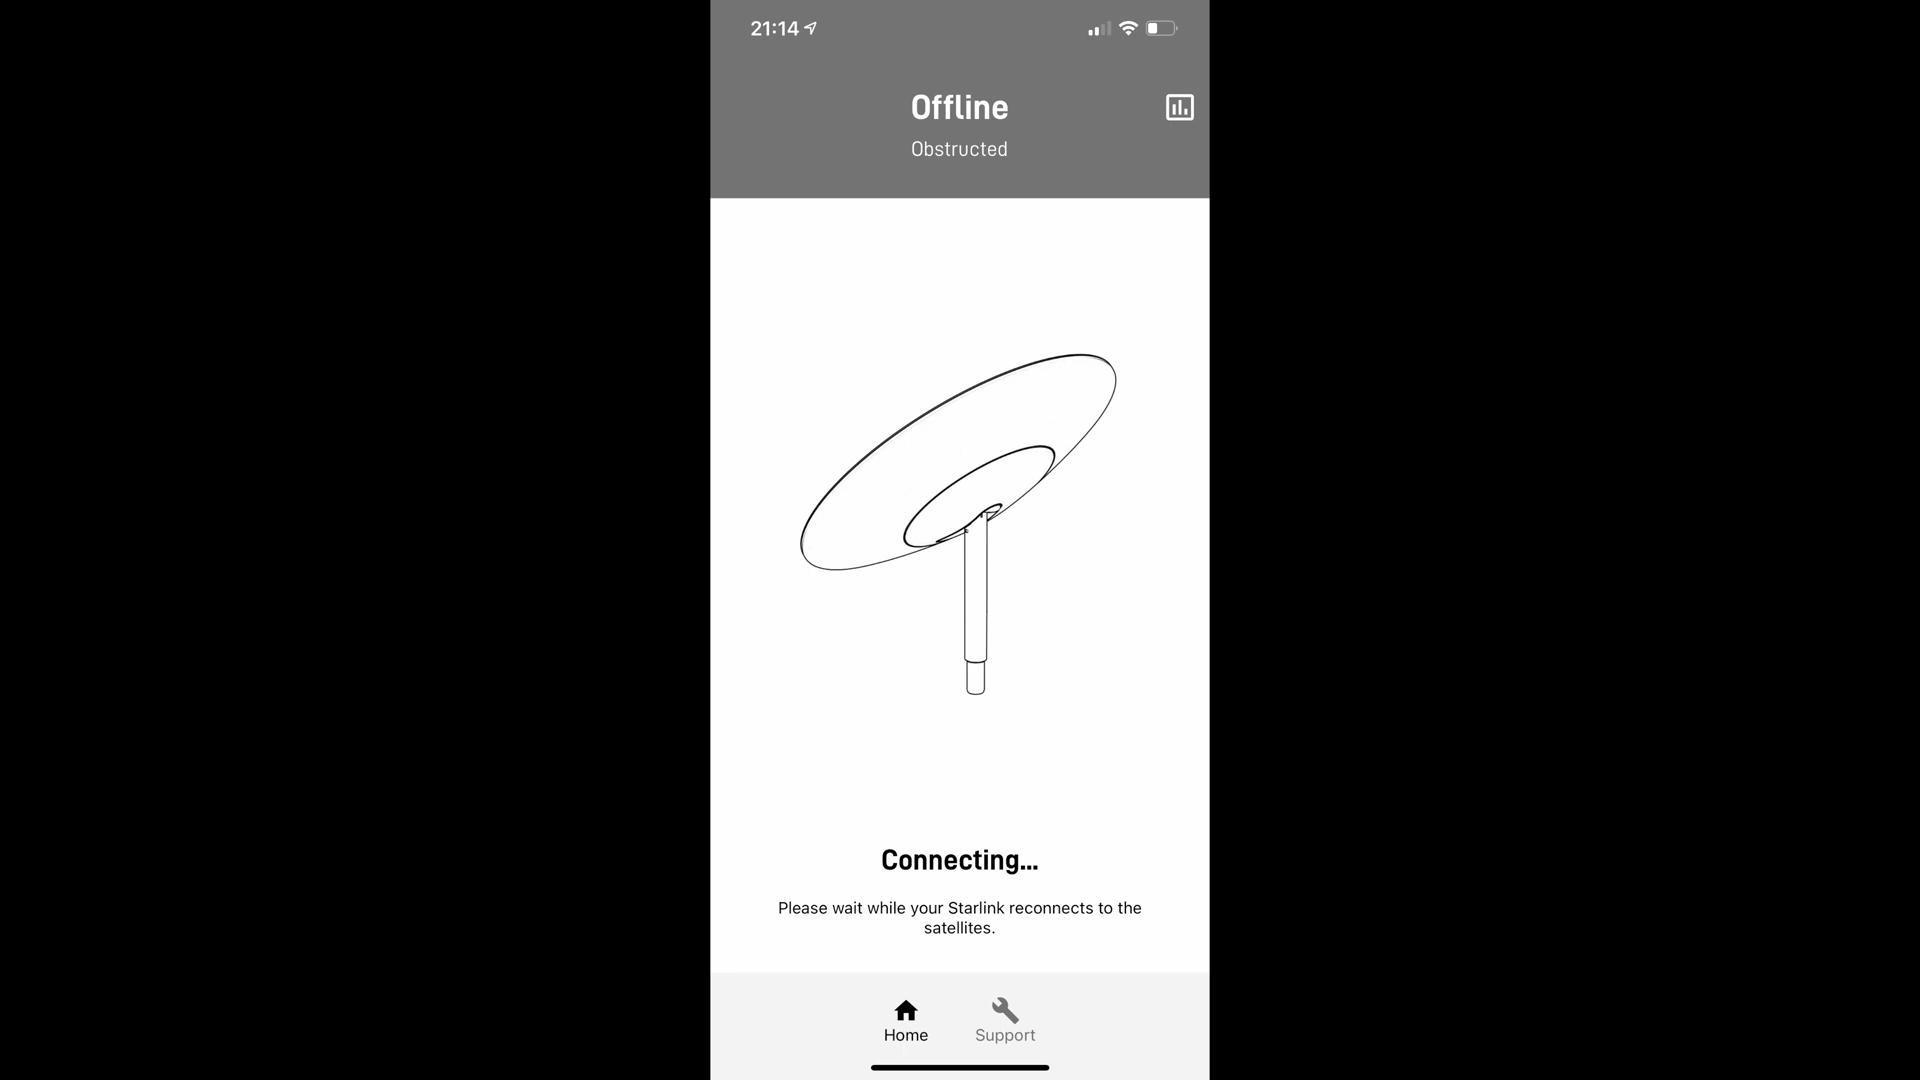 21:14
Offline
Obstructed
Connecting...
Please wait while your Starlink reconnects to the
satellites.
Home
Support